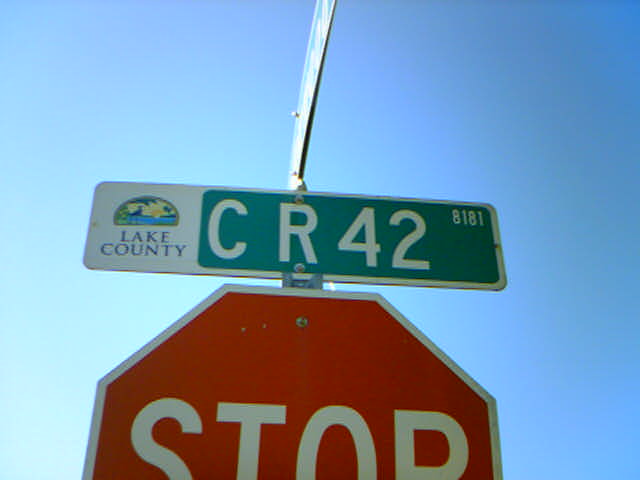 LAKE
COUNTY
C R 42 8181
STOP